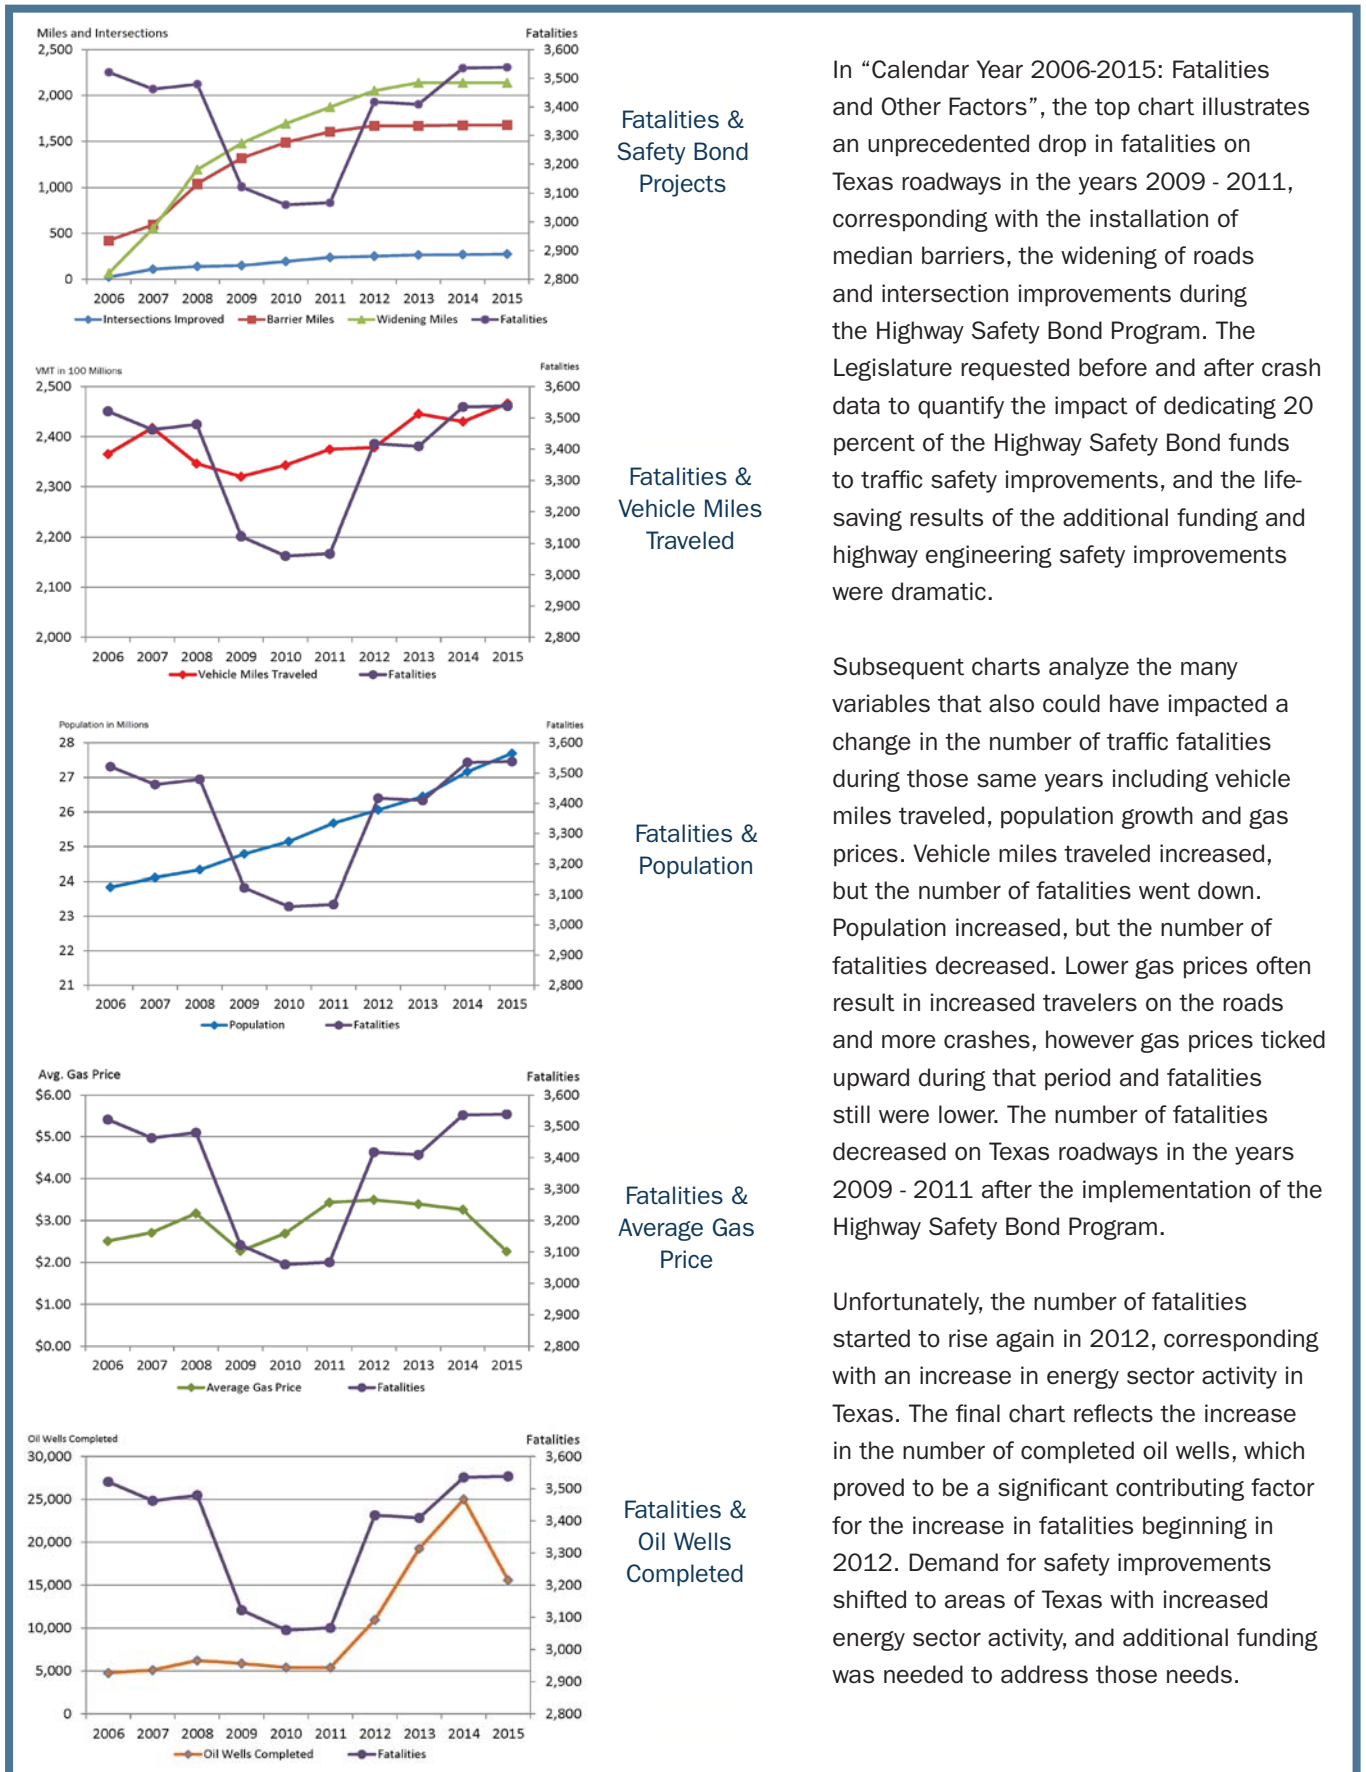 Miles and Intersections
Fatalities
2,500
2,000
1,500
1,000
500
0
3,600
3,500
3,400
3,300
3,200
3,100
3,000
2,900
2,800
2006 2007 2008 2009 2010 2011 2012 2013 2014 2015
Intersections Improved Barrier Miles Widening Miles Fatalities
Fatalities &
Safety Bond
Projects
VMT in 100 Millions
Fatalities
2,500
2,400
2,300
2,200
2,100
2,000
3,600
3,500
3,400
3,300
3,200
3,100
3,000
2,900
2,800
2006 2007 2008 2009 2010 2011 2012 2013 2014 2015
Vehicle Miles Traveled Fatalities
Fatalities &
Vehicle Miles
Traveled
Population in Millions
Fatalities
28
27
26
25
24
23
22
21
3,600
3,500
3,400
3,300
3,200
3,100
3,000
2,900
2,800
2006 2007 2008 2009 2010 2011 2012 2013 2014 2015
Population Fatalities
Fatalities &
Population
Avg. Gas Price
Fatalities
$6.00
$5.00
$4.00
$3.00
$2.00
$1.00
$0.00
3,600
3,500
3,400
3,300
3,200
3,100
3,000
2,900
2,800
2006 2007 2008 2009 2010 2011 2012 2013 2014 2015
Average Gas Price Fatalities
Fatalities &
Average Gas
Price
Oil Wells Completed
Fatalities
30,000
25,000
20,000
15,000
10,000
5,000
0
3,600
3,500
3,400
3,300
3,200
3,100
3,000
2,900
2,800
2006 2007 2008 2009 2010 2011 2012 2013 2014 2015
Oil Wells Completed Fatalities
Fatalities &
Oil Wells
Completed
In “Calendar Year 2006-2015: Fatalities
and Other Factors”, the top chart illustrates
an unprecedented drop in fatalities on
Texas roadways in the years 2009 - 2011,
corresponding with the installation of
median barriers, the widening of roads
and intersection improvements during
the Highway Safety Bond Program. The
Legislature requested before and after crash
data to quantify the impact of dedicating 20
percent of the Highway Safety Bond funds
to traffic safety improvements, and the life-
saving results of the additional funding and
highway engineering safety improvements
were dramatic.
Subsequent charts analyze the many
variables that also could have impacted a
change in the number of traffic fatalities
during those same years including vehicle
miles traveled, population growth and gas
prices. Vehicle miles traveled increased,
but the number of fatalities went down.
Population increased, but the number of
fatalities decreased. Lower gas prices often
result in increased travelers on the roads
and more crashes, however gas prices ticked
upward during that period and fatalities
still were lower. The number of fatalities
decreased on Texas roadways in the years
2009 - 2011 after the implementation of the
Highway Safety Bond Program.
Unfortunately, the number of fatalities
started to rise again in 2012, corresponding
with an increase in energy sector activity in
Texas. The final chart reflects the increase
in the number of completed oil wells, which
proved to be a significant contributing factor
for the increase in fatalities beginning in
2012. Demand for safety improvements
shifted to areas of Texas with increased
energy sector activity, and additional funding
was needed to address those needs.